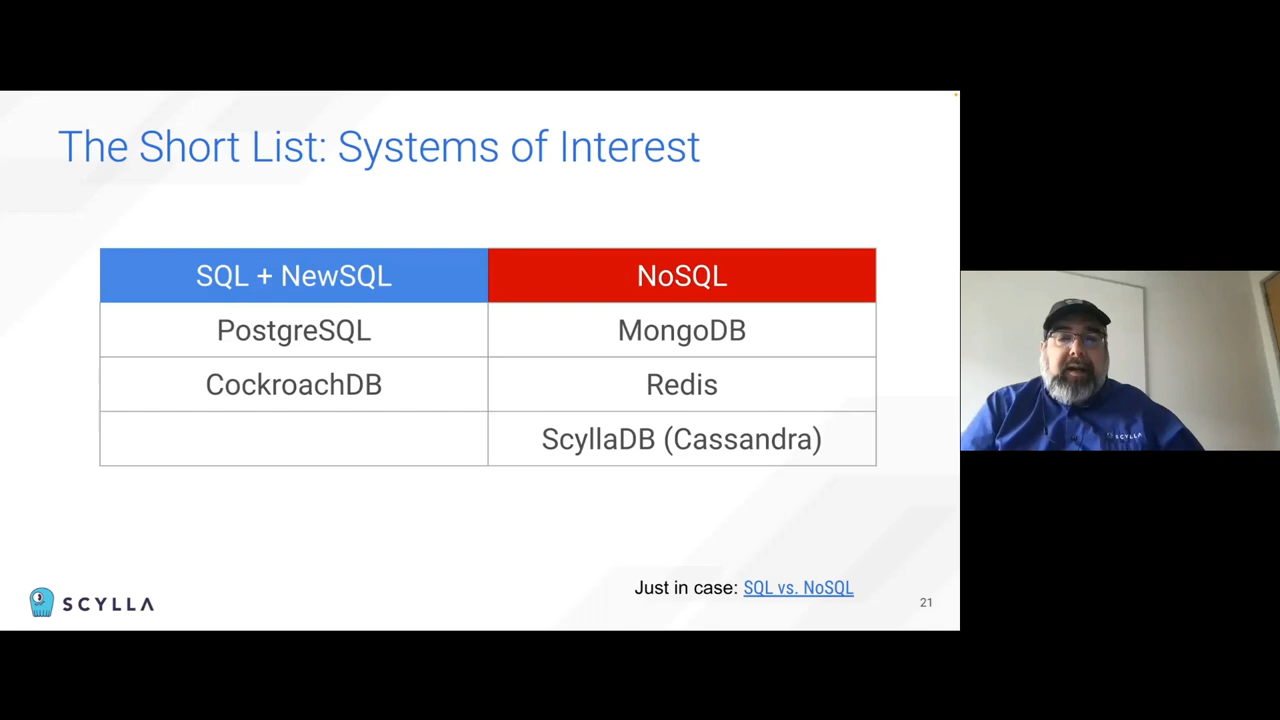 The Short List: Systems of Interest
SQL + NewSQL
NoSQL
PostgreSQL
MongoDB
CockroachDB
Redis
ScyllaDB (Cassandra)
Just in case: SQL vs. NoSQL
SCYLLA
21
SCYLLA